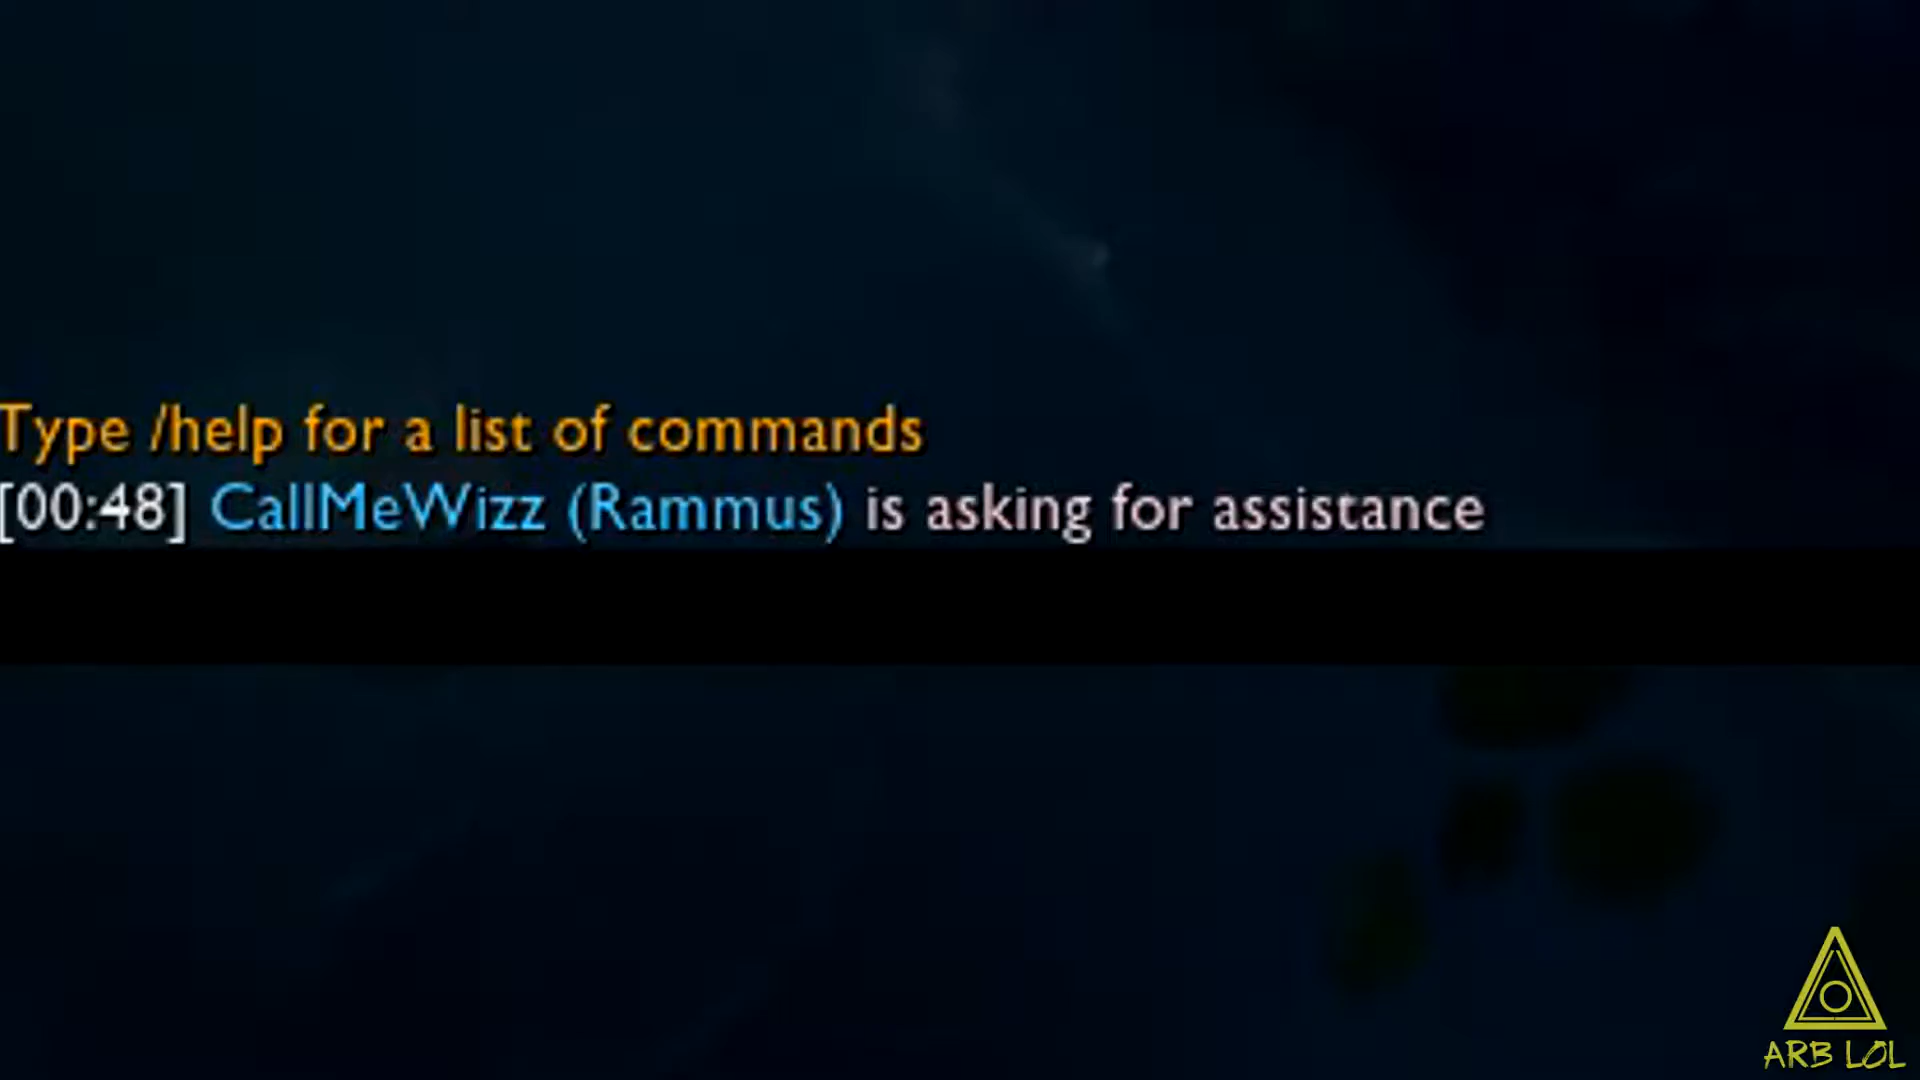 Type /help for a list of commands
[00:48] CallMeWizz (Rammus) is asking for assistance
ARB LOL